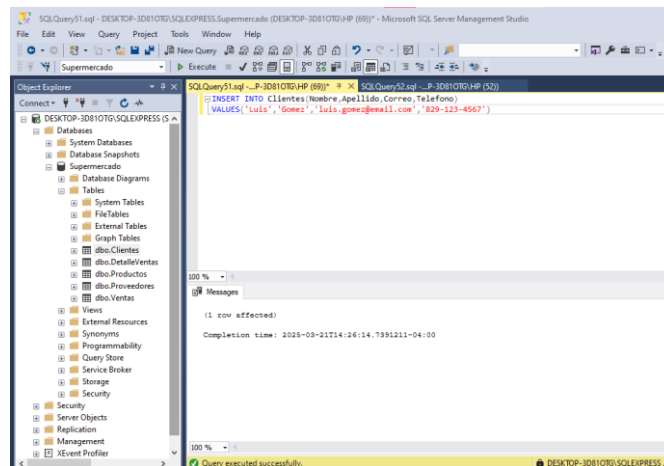 SQLQuery51.sql - DESKTOP-3D81OTG\SQLEXPRESS.Supermercado (DESKTOP-3D81OTG\HP (69))* - Microsoft SQL Server Management Studio
File Edit View Query Project Tools Window Help
New Query
Supermercado Execute
Object Explorer
Connect
DESKTOP-3D81OTG\SQLEXPRESS (S
Databases
System Databases
Database Snapshots
Supermercado
Database Diagrams
Tables
System Tables
FileTables
External Tables
Graph Tables
dbo.Clientes
dbo.DetalleVentas
dbo.Productos
dbo.Proveedores
dbo.Ventas
Views
External Resources
Synonyms
Programmability
Query Store
Service Broker
Storage
Security
Security
Server Objects
Replication
Management
XEvent Profiler
SQLQuery51.sql -...P-3D81OTG\HP (69))* SQLQuery52.sql -...P-3D81OTG\HP (52))
INSERT INTO Clientes(Nombre,Apellido,Correo,Telefono)
VALUES('Luis','Gomez','luis.gomez@email.com','829-123-4567')
100 %
Messages
(1 row affected)
Completion time: 2025-03-21T14:26:14.7391211-04:00
100 %
Query executed successfully. DESKTOP-3D81OTG\SQLEXPRESS